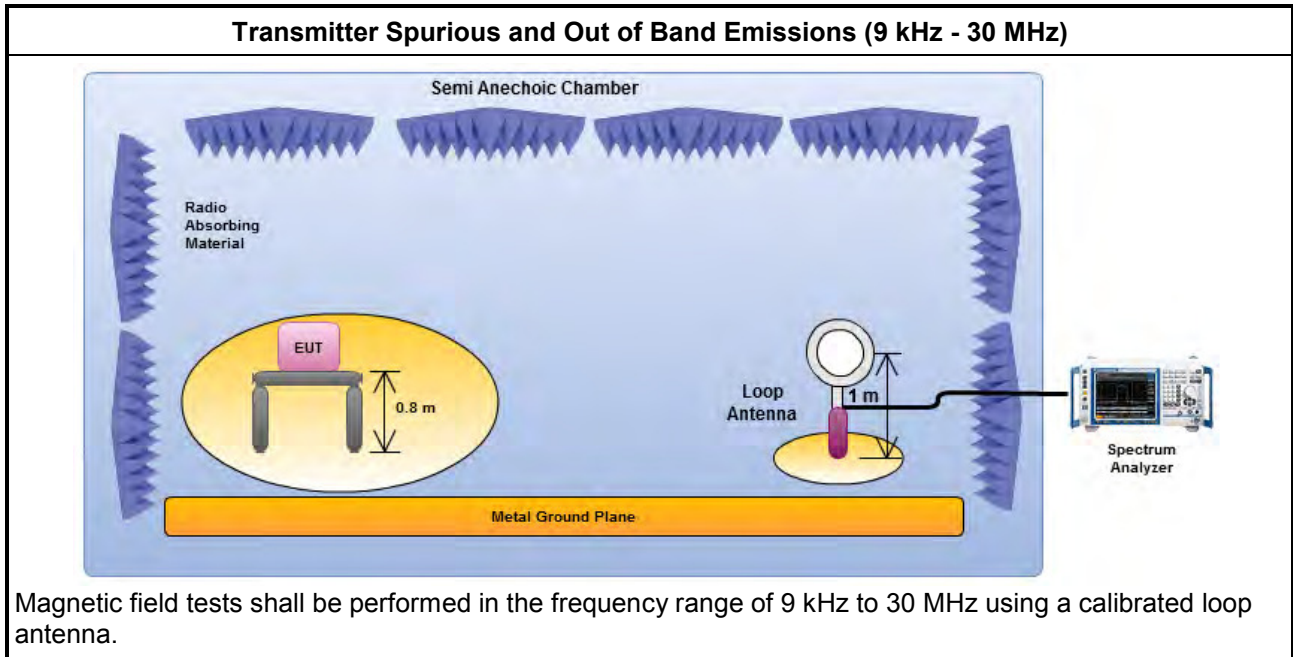 Transmitter Spurious and Out of Band Emissions (9 kHz - 30 MHz)
Semi Anechoic Chamber
Radio
Absorbing
Material
EUT
0.8 m
Loop
Antenna
1 m
Spectrum
Analyzer
Metal Ground Plane
Magnetic field tests shall be performed in the frequency range of 9 kHz to 30 MHz using a calibrated loop
antenna.